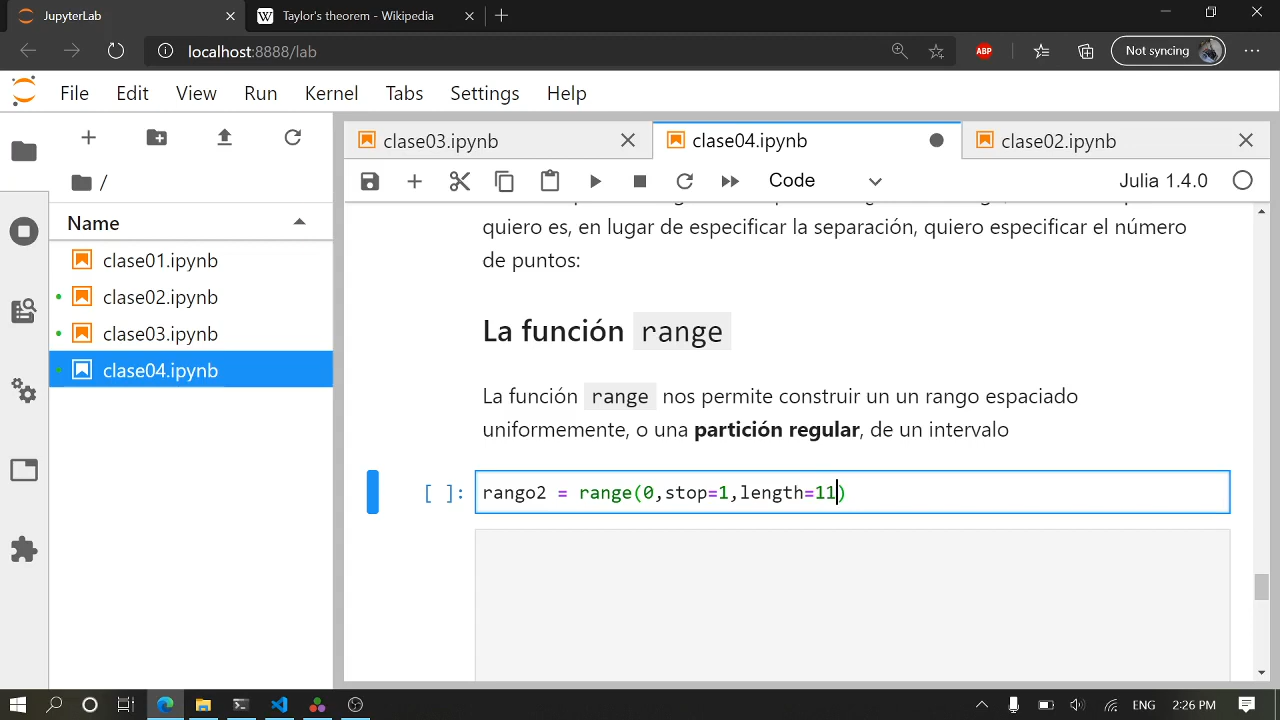 JupyterLab
Taylor's theorem - Wikipedia
localhost:8888/lab
ABP
Not syncing
File Edit View Run Kernel Tabs Settings Help
clase03.ipynb
clase04.ipynb
clase02.ipynb
/
Code
Julia 1.4.0
Name
clase01.ipynb
clase02.ipynb
clase03.ipynb
clase04.ipynb
quiero es, en lugar de especificar la separación, quiero especificar el número
de puntos:
La función range
La función range nos permite construir un un rango espaciado
uniformemente, o una partición regular, de un intervalo
[ ]: rango2 = range(0,stop=1,length=11)
ENG 2:26 PM